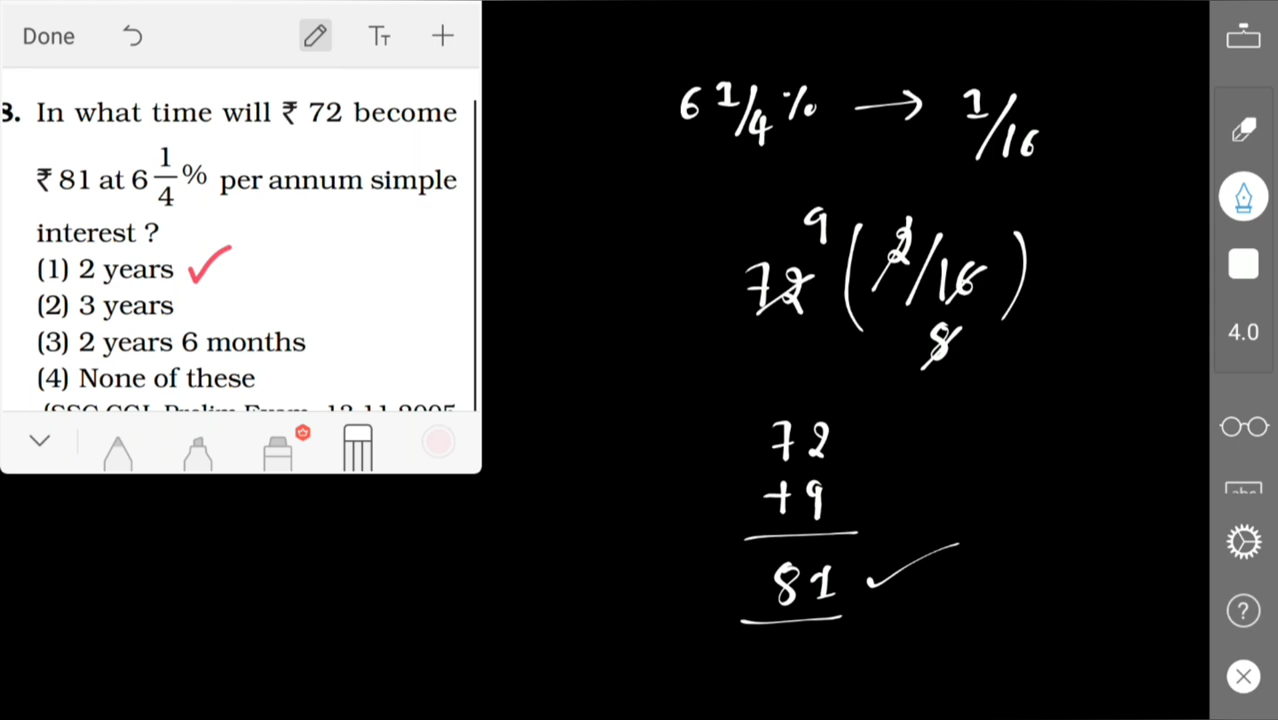 Done
3. In what time will ₹ 72 become
₹ 81 at 6 1/4 % per annum simple
interest ?
(1) 2 years ✓
(2) 3 years
(3) 2 years 6 months
(4) None of these
6 1/4 % → 1/16
9
72 (2/16)
8
72
+9
81 ✓
4.0